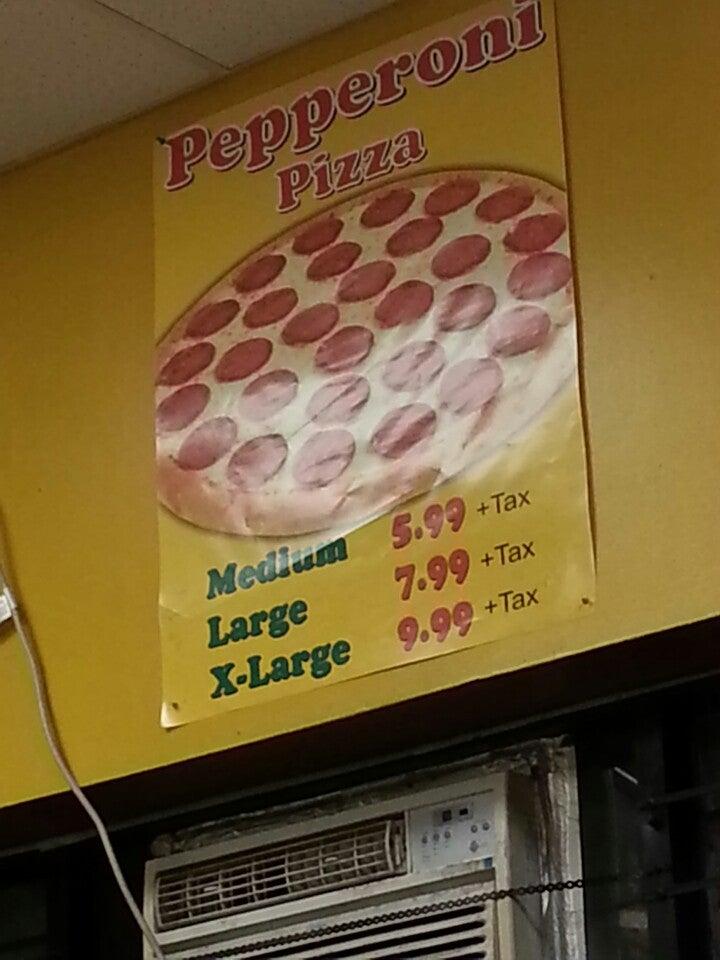 Pepperoni
Pizza
Medium 5.99 +Tax
Large 7.99 +Tax
X-Large 9.99 +Tax